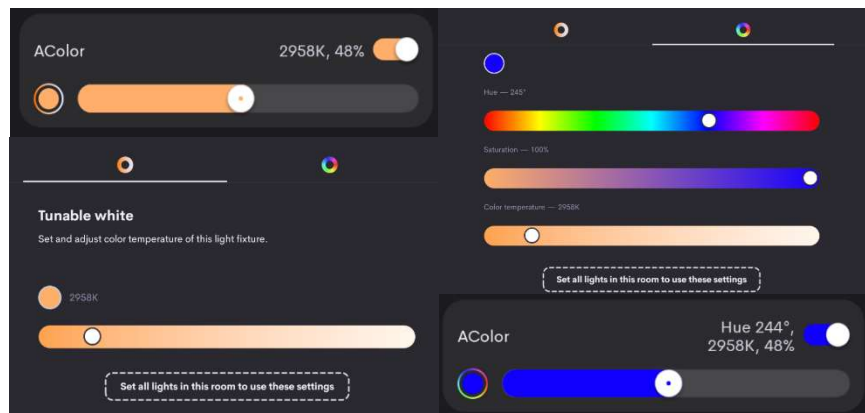 AColor
2958K, 48%
Tunable white
Set and adjust color temperature of this light fixture.
2958K
Set all lights in this room to use these settings
Hue — 245°
Saturation — 100%
Color temperature — 2958K
Set all lights in this room to use these settings
AColor
Hue 244°,
2958K, 48%